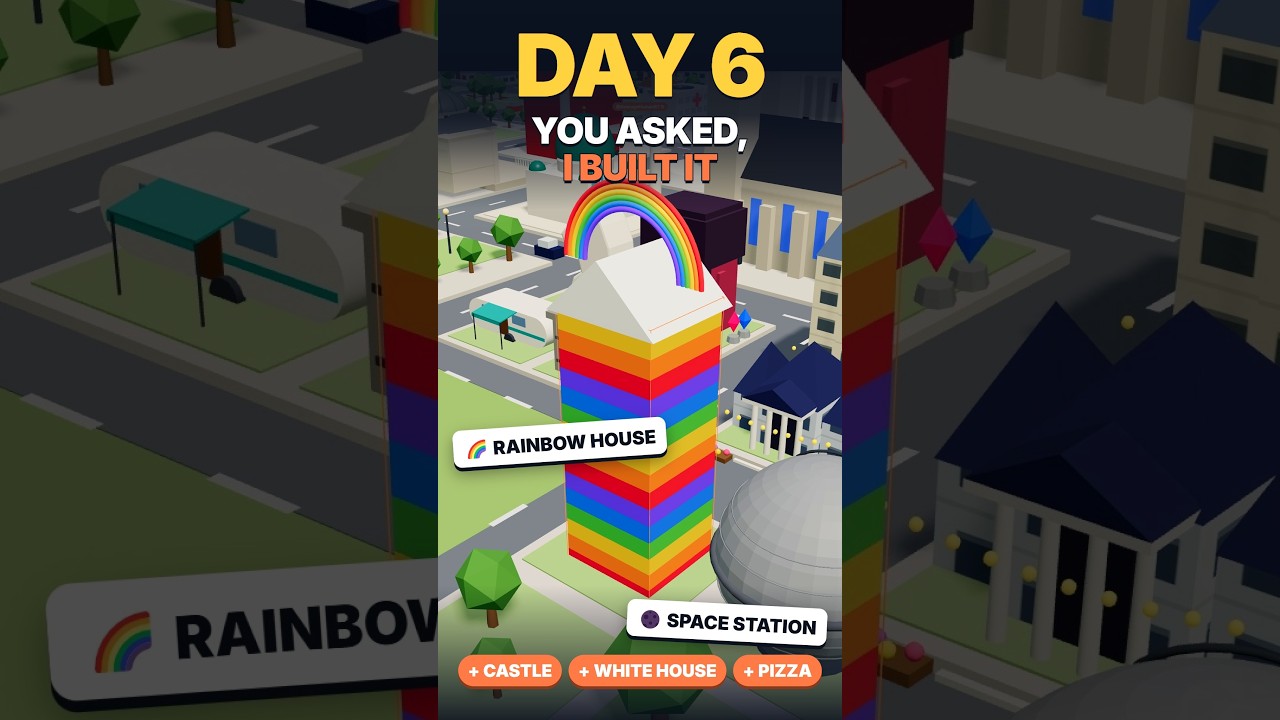 DAY 6
YOU ASKED,
I BUILT IT
RAINBOW HOUSE
SPACE STATION
+ CASTLE
+ WHITE HOUSE
+ PIZZA
RAINBOW